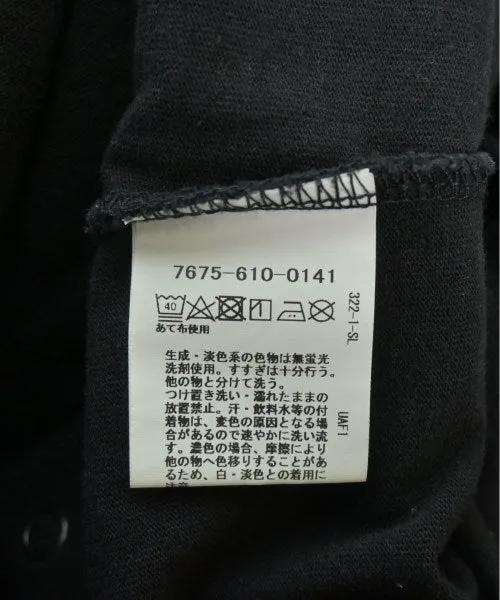 7675-610-0141
40
あて布使用
生成・淡色系の色物は無蛍光
洗剤使用。すすぎは十分行う。
他の物と分けて洗う。
つけ置き洗い・濡れたままの
放置禁止。汗・飲料水等の付
着物は、変色の原因となる場
合があるので速やかに洗い流
す。濃色の場合、摩擦により
他の物へ色移りすることがあ
るため、白・淡色との着用に
322-1-SL
UAF1